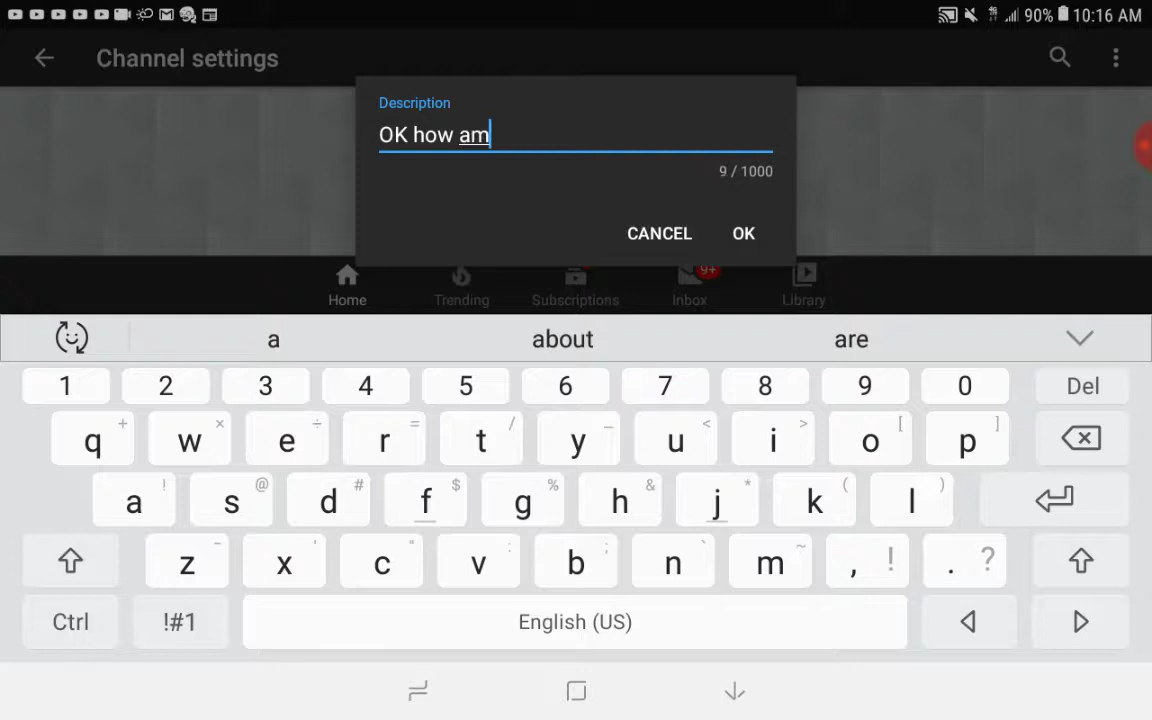 90% 10:16 AM
Channel settings
Description
OK how am
9 / 1000
CANCEL OK
9+
Home Trending Subscriptions Inbox Library
a about are
1 2 3 4 5 6 7 8 9 0 Del
q + w × e ÷ r = t / y _ u < i > o [ p ]
a ! s @ d # f $ g % h & j * k ( l )
z - x ' c " v : b ; n ` m ~ , ! . ?
Ctrl !#1 English (US)